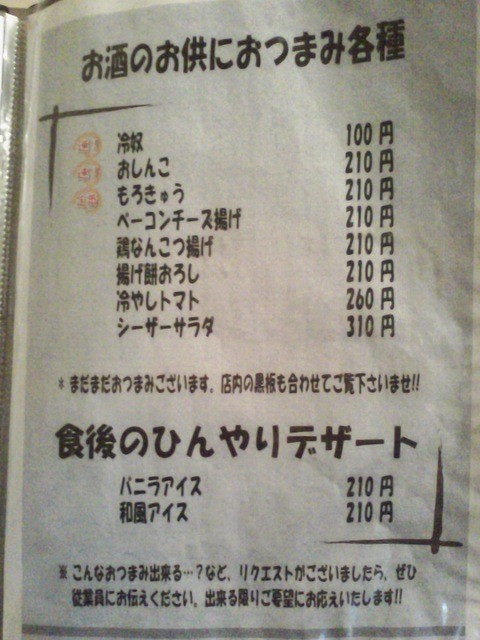 お酒のお供におつまみ各種
冷奴 100円
おしんこ 210円
もろきゅう 210円
ベーコンチーズ揚げ 210円
鶏なんこつ揚げ 210円
揚げ餅おろし 210円
冷やしトマト 260円
シーザーサラダ 310円
* まだまだおつまみございます。店内の黒板も合わせてご覧下さいませ!!
食後のひんやりデザート
バニラアイス 210円
和風アイス 210円
※ こんなおつまみ出来る…?など、リクエストがございましたら、ぜひ
従業員にお伝えください。出来る限りご要望にお応えいたします!!